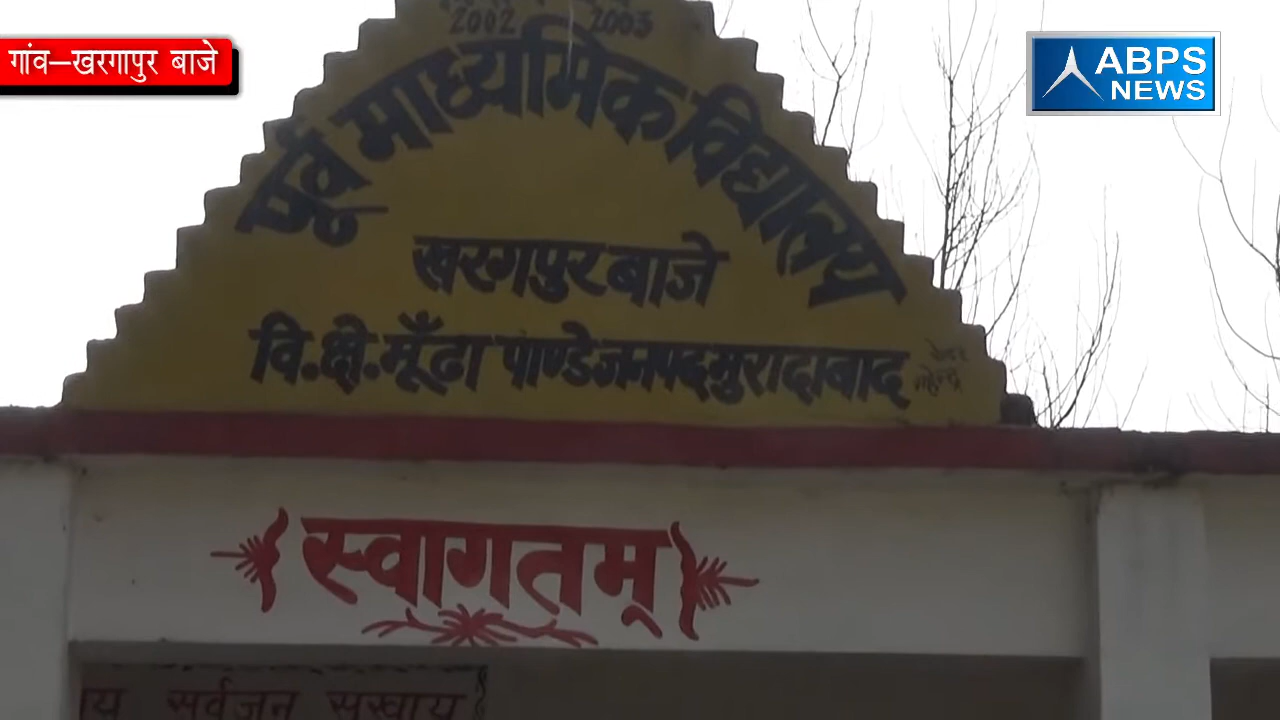 गांव–खरगापुर बाजे
ABPS
NEWS
2002 2003
पूर्व माध्यमिक विद्यालय
खरगपुर बाजे
वि.क्षे.मूँढा पाण्डे जनपद मुरादाबाद
स्वागतम्
सर्वजन सुखाय